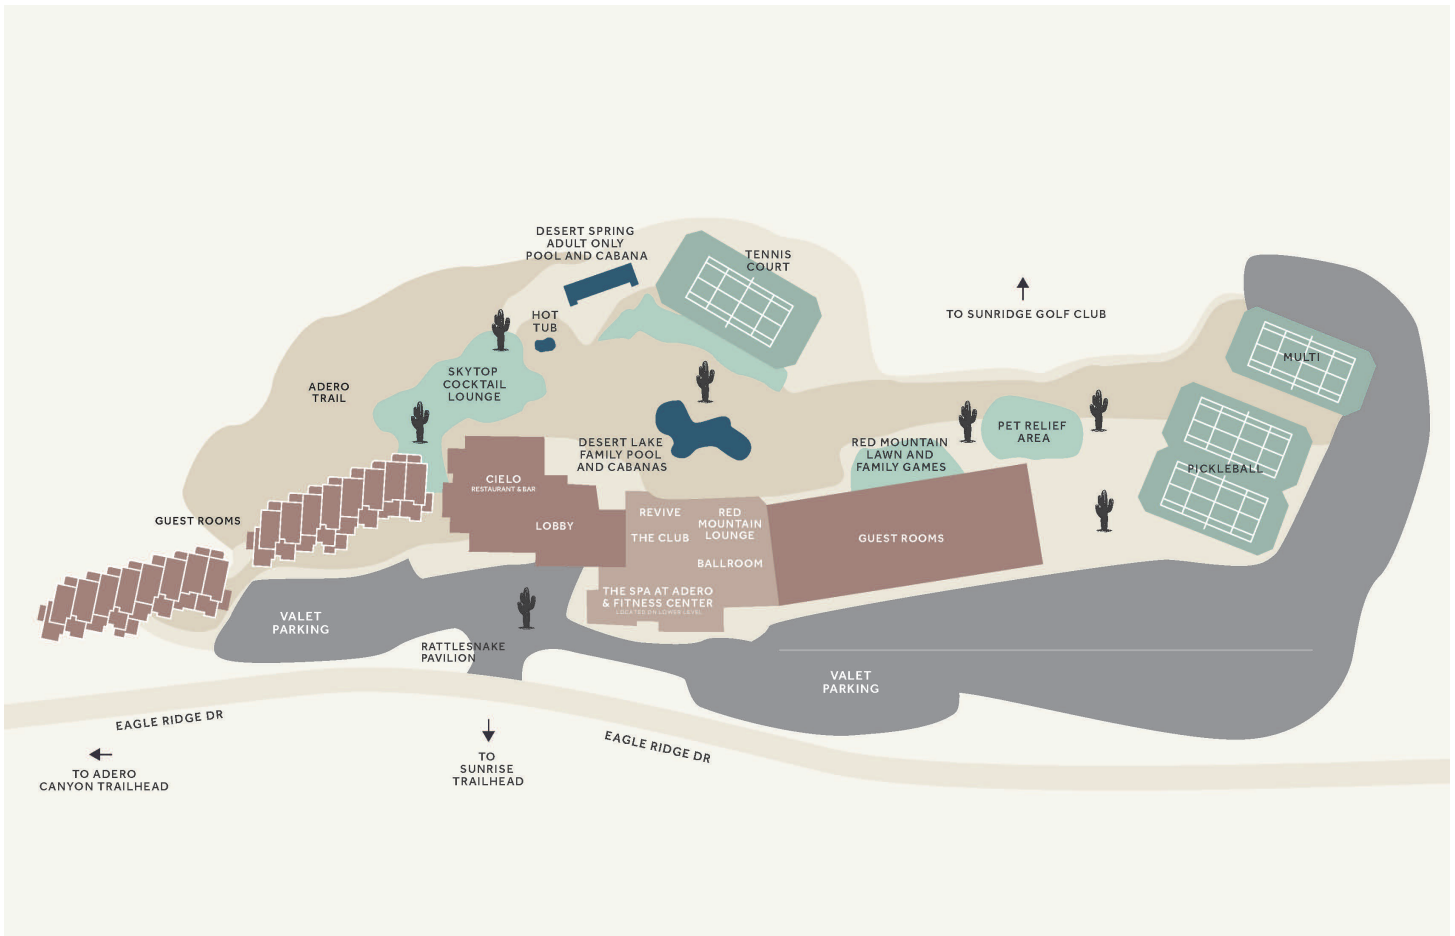 DESERT SPRING
ADULT ONLY
POOL AND CABANA
TENNIS
COURT
HOT
TUB
TO SUNRIDGE GOLF CLUB
MULTI
SKYTOP
COCKTAIL
LOUNGE
ADERO
TRAIL
PET RELIEF
AREA
DESERT LAKE
FAMILY POOL
AND CABANAS
RED MOUNTAIN
LAWN AND
FAMILY GAMES
PICKLEBALL
CIELO
RESTAURANT & BAR
LOBBY
REVIVE
THE CLUB
RED
MOUNTAIN
LOUNGE
BALLROOM
GUEST ROOMS
GUEST ROOMS
THE SPA AT ADERO
& FITNESS CENTER
LOCATED ON LOWER LEVEL
VALET
PARKING
RATTLESNAKE
PAVILION
VALET
PARKING
EAGLE RIDGE DR
EAGLE RIDGE DR
TO ADERO
CANYON TRAILHEAD
TO
SUNRISE
TRAILHEAD